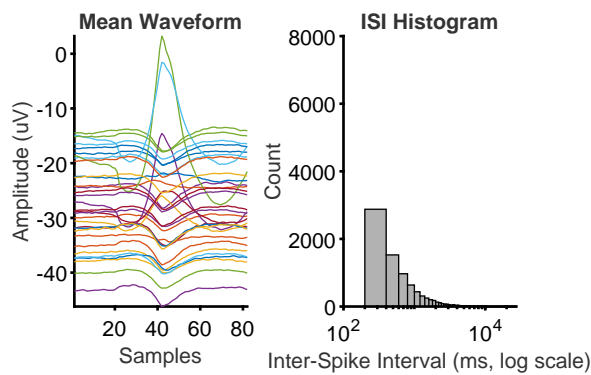 Mean Waveform
Amplitude (uV)
0
-10
-20
-30
-40
20 40 60 80
Samples
ISI Histogram
Count
8000
6000
4000
2000
0
10^2 10^4
Inter-Spike Interval (ms, log scale)